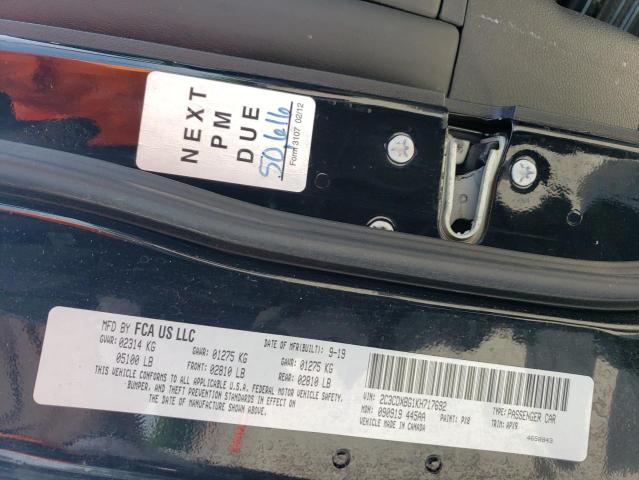 NEXT
PM
DUE
50,616
Form 3107 02/12
MFD BY FCA US LLC
DATE OF MFR(BUILT): 9-19
GVWR: 02314 KG
GAWR: 01275 KG
GAWR: 01275 KG
05100 LB
FRONT: 02810 LB
REAR: 02810 LB
THIS VEHICLE CONFORMS TO ALL APPLICABLE U.S.A. FEDERAL MOTOR VEHICLE SAFETY,
BUMPER, AND THEFT PREVENTION STANDARDS IN EFFECT ON
THE DATE OF MANUFACTURE SHOWN ABOVE.
VIN: 2C3CDXBG1KH717692
TYPE: PASSENGER CAR
MDH: 090919 445AA
PAINT: PX8
TRIM: APX9
VEHICLE MADE IN CANADA
4658843